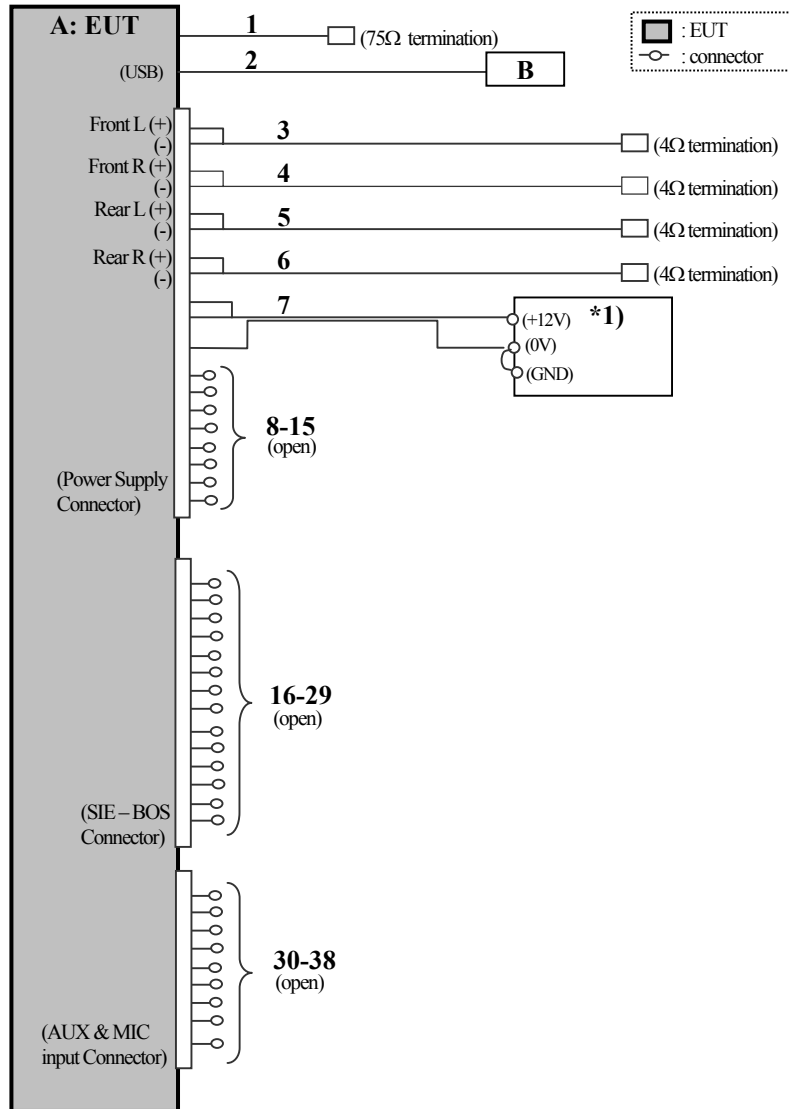 A: EUT
1
(75Ω termination)
: EUT
: connector
(USB)
2
B
Front L (+)
(-)
3
(4Ω termination)
Front R (+)
(-)
4
(4Ω termination)
Rear L (+)
(-)
5
(4Ω termination)
Rear R (+)
(-)
6
(4Ω termination)
7
(+12V)
*1)
(0V)
(GND)
8-15
(open)
(Power Supply
Connector)
16-29
(open)
(SIE – BOS
Connector)
30-38
(open)
(AUX & MIC
input Connector)